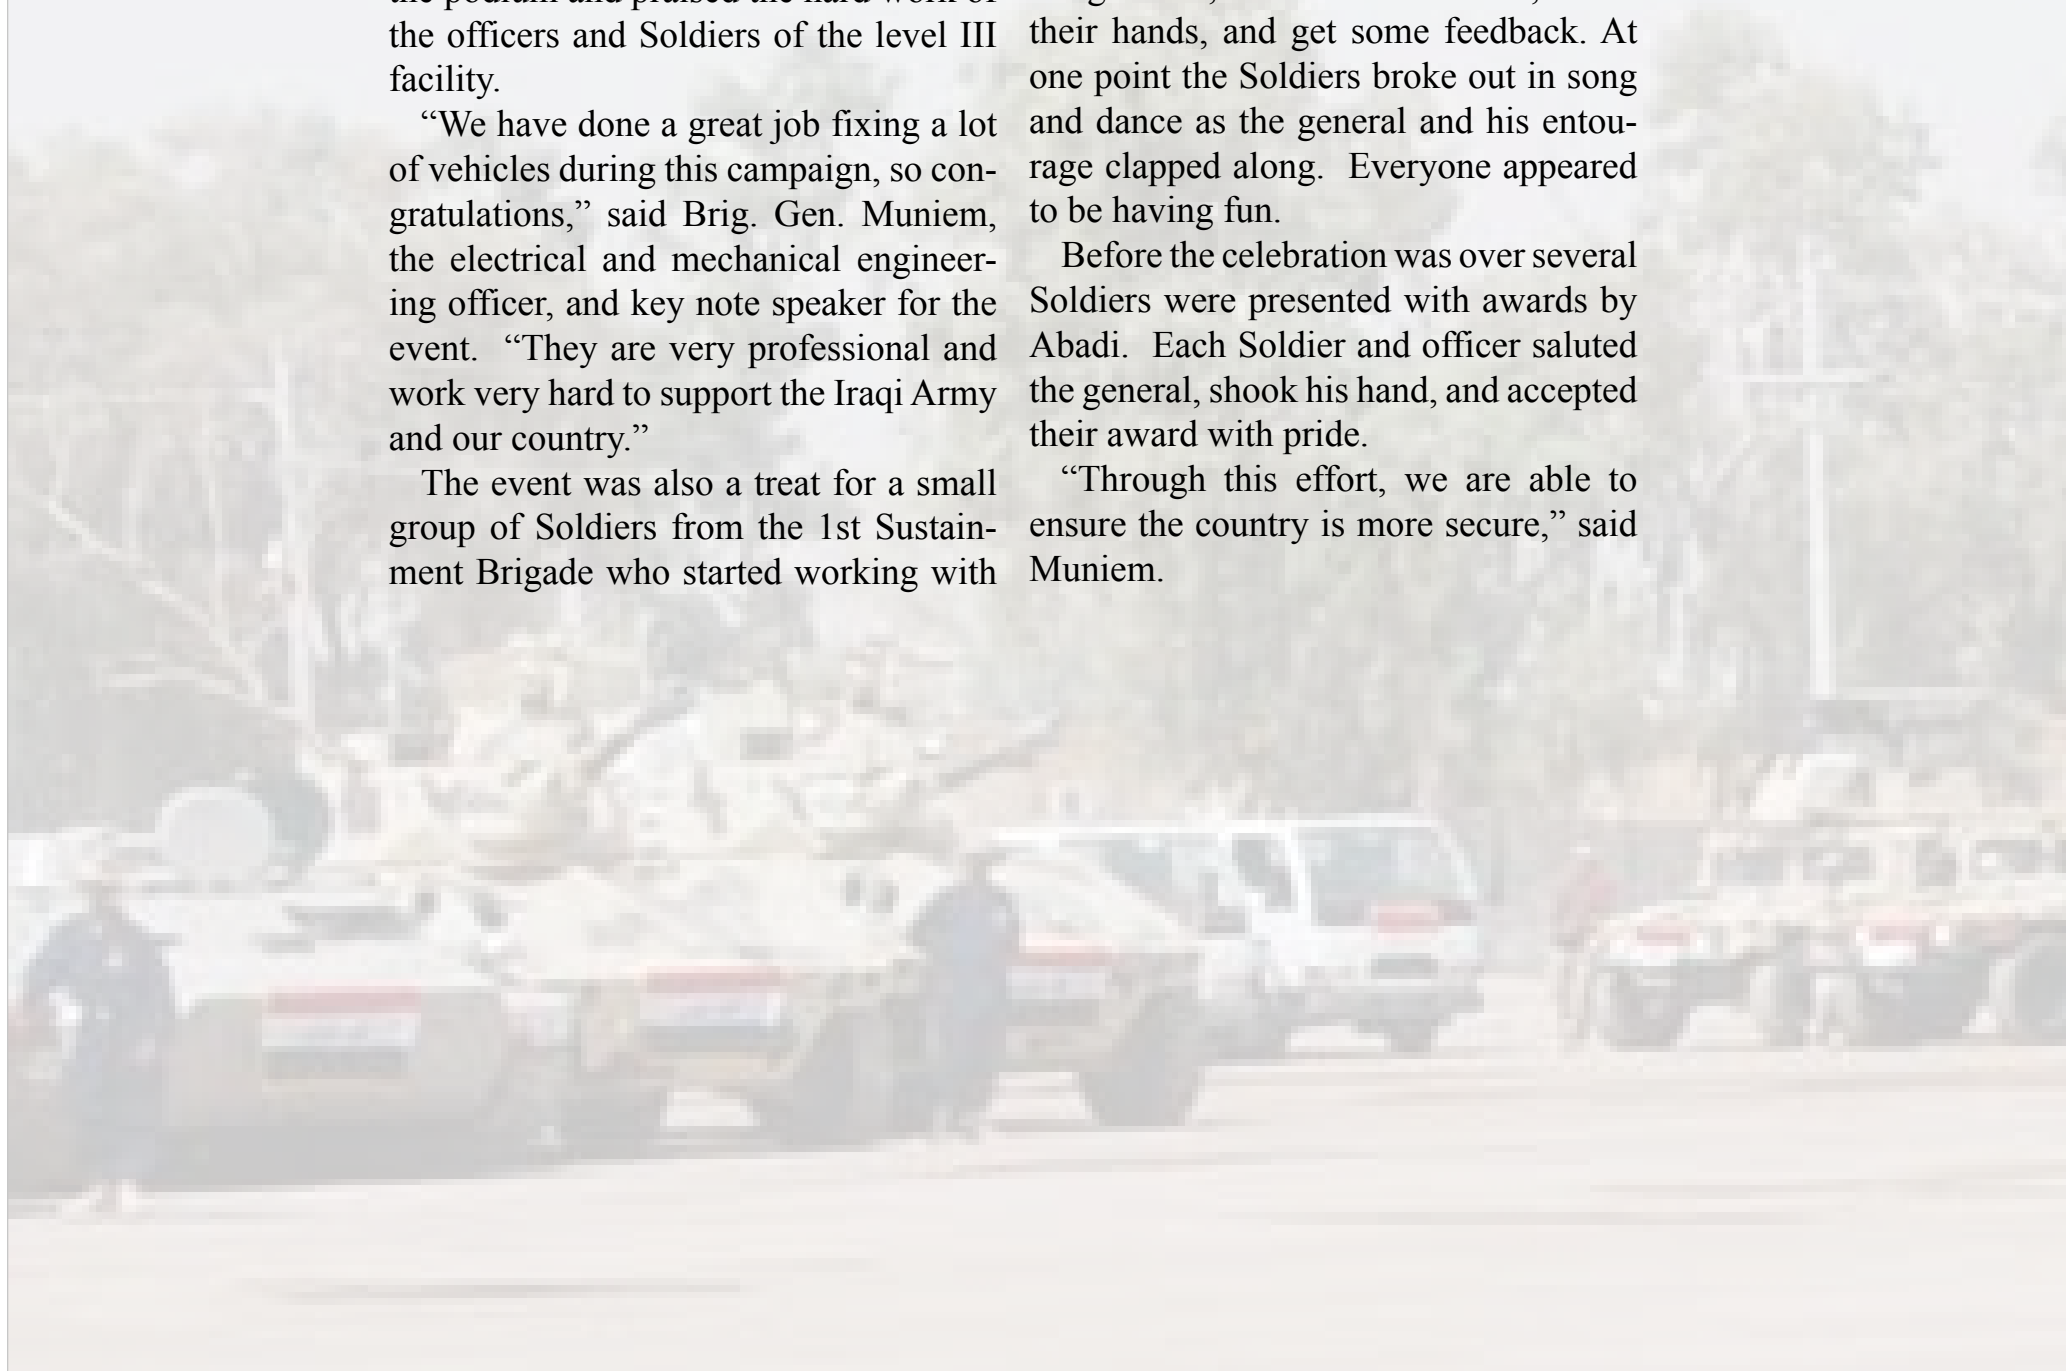 the podium and praised the hard work of
the officers and Soldiers of the level III
facility.
“We have done a great job fixing a lot
of vehicles during this campaign, so con-
gratulations,” said Brig. Gen. Muniem,
the electrical and mechanical engineer-
ing officer, and key note speaker for the
event.  “They are very professional and
work very hard to support the Iraqi Army
and our country.”
The event was also a treat for a small
group of Soldiers from the 1st Sustain-
ment Brigade who started working with
their hands, and get some feedback. At
one point the Soldiers broke out in song
and dance as the general and his entou-
rage clapped along.  Everyone appeared
to be having fun.
Before the celebration was over several
Soldiers were presented with awards by
Abadi.  Each Soldier and officer saluted
the general, shook his hand, and accepted
their award with pride.
“Through this effort, we are able to
ensure the country is more secure,” said
Muniem.